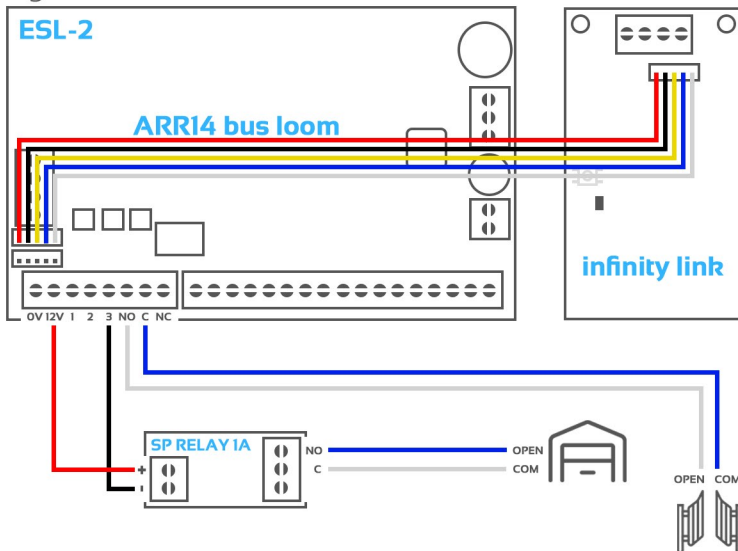 ESL-2
ARR14 bus loom
infinity link
0V 12V 1 2 3 NO C NC
SP RELAY 1A
+
-
NO
C
OPEN
COM
OPEN COM